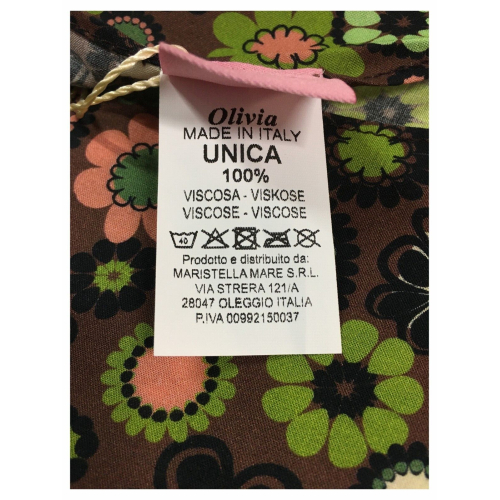 Olivia
MADE IN ITALY
UNICA
100%
VISCOSA - VISKOSE
VISCOSE - VISCOSE
40
Prodotto e distribuito da:
MARISTELLA MARE S.R.L.
VIA STRERA 121/A
28047 OLEGGIO ITALIA
P.IVA 00992150037